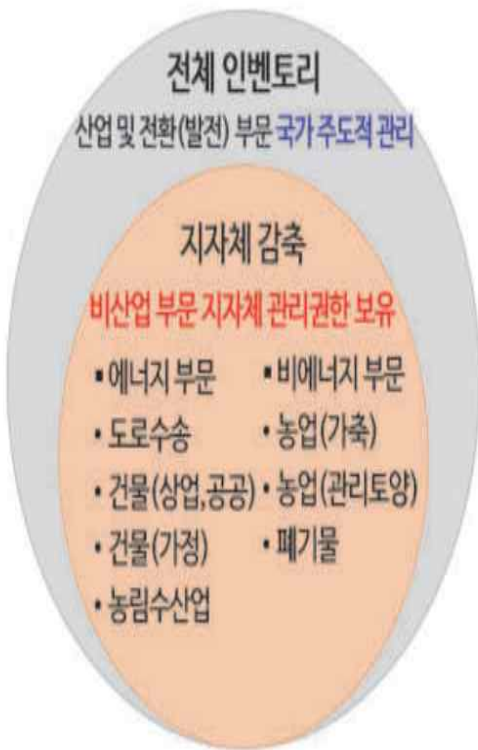 전체 인벤토리
산업 및 전환(발전) 부문 국가 주도적 관리
지자체 감축
비산업 부문 지자체 관리권한 보유
▪ 에너지 부문
• 도로수송
• 건물(상업,공공)
• 건물(가정)
• 농림수산업
▪ 비에너지 부문
• 농업(가축)
• 농업(관리토양)
• 폐기물